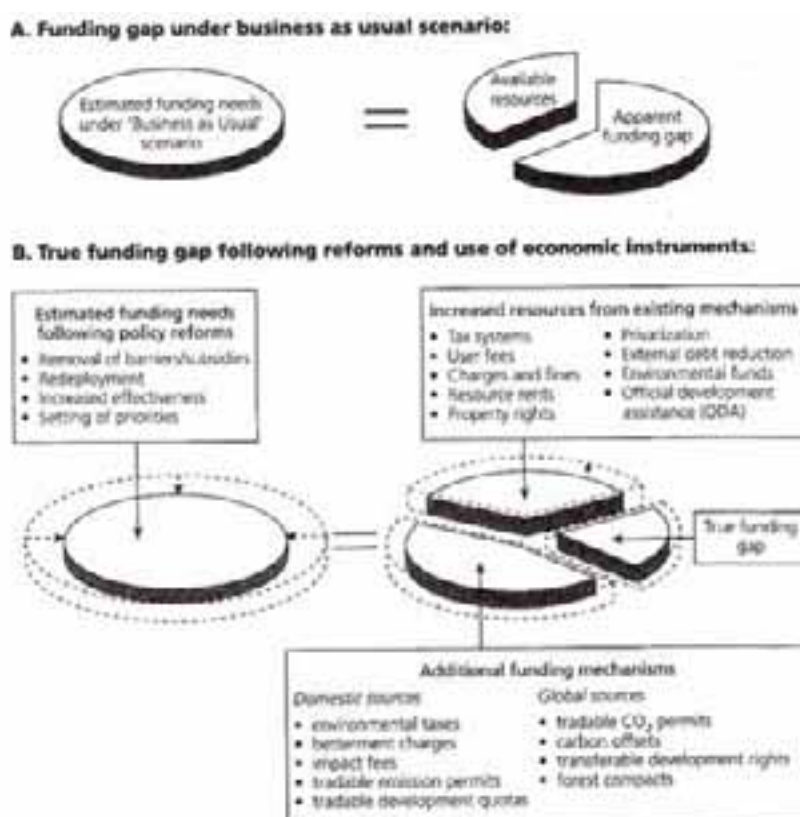 A. Funding gap under business as usual scenario:
Estimated funding needs
under "Business as Usual"
scenario
Available
resources
Apparent
funding gap
B. True funding gap following reforms and use of economic instruments:
Estimated funding needs
following policy reforms
• Removal of barriers/subsidies
• Redeployment
• Increased effectiveness
• Setting of priorities
Increased resources from existing mechanisms
• Tax systems
• User fees
• Charges and fines
• Resource rents
• Property rights
• Privatization
• External debt reduction
• Environmental funds
• Official development
assistance (ODA)
True funding
gap
Additional funding mechanisms
Domestic sources
• environmental taxes
• betterment charges
• impact fees
• tradable emission permits
• tradable development quotas
Global sources
• tradable CO₂ permits
• carbon offsets
• transferable development rights
• forest compacts